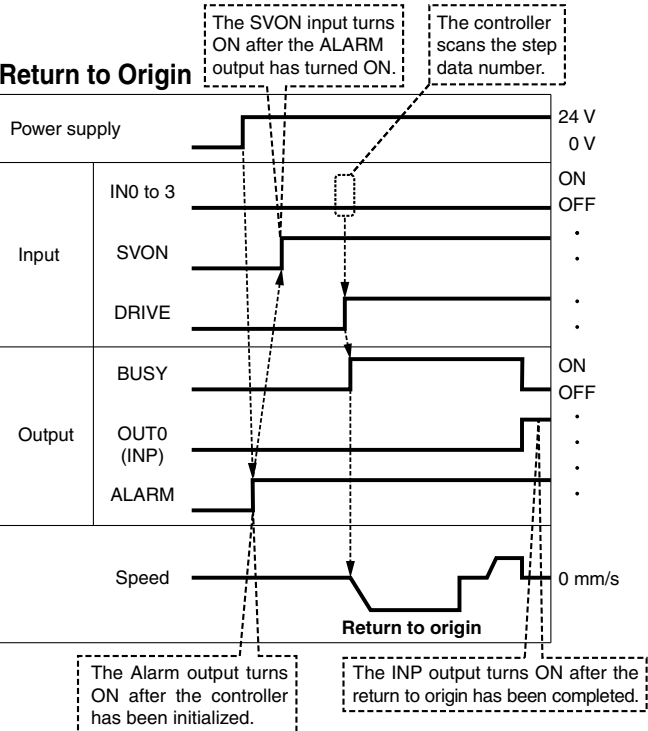 The SVON input turns
ON after the ALARM
output has turned ON.
The controller
scans the step
data number.
Return to Origin
Power supply
24 V
0 V
Input
IN0 to 3
ON
OFF
SVON
DRIVE
Output
BUSY
ON
OFF
OUT0
(INP)
ALARM
Speed
0 mm/s
Return to origin
The Alarm output turns
ON after the controller
has been initialized.
The INP output turns ON after the
return to origin has been completed.